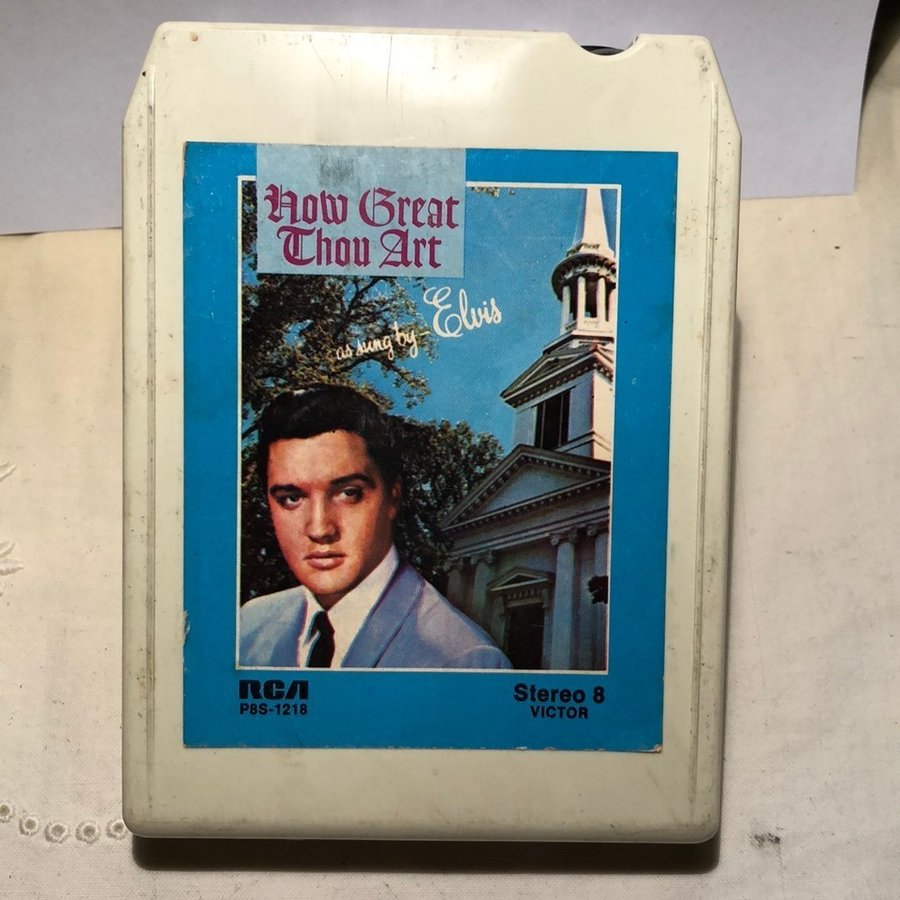 How Great
Thou Art
as sung by - Elvis
RCA
P8S-1218
Stereo 8
VICTOR